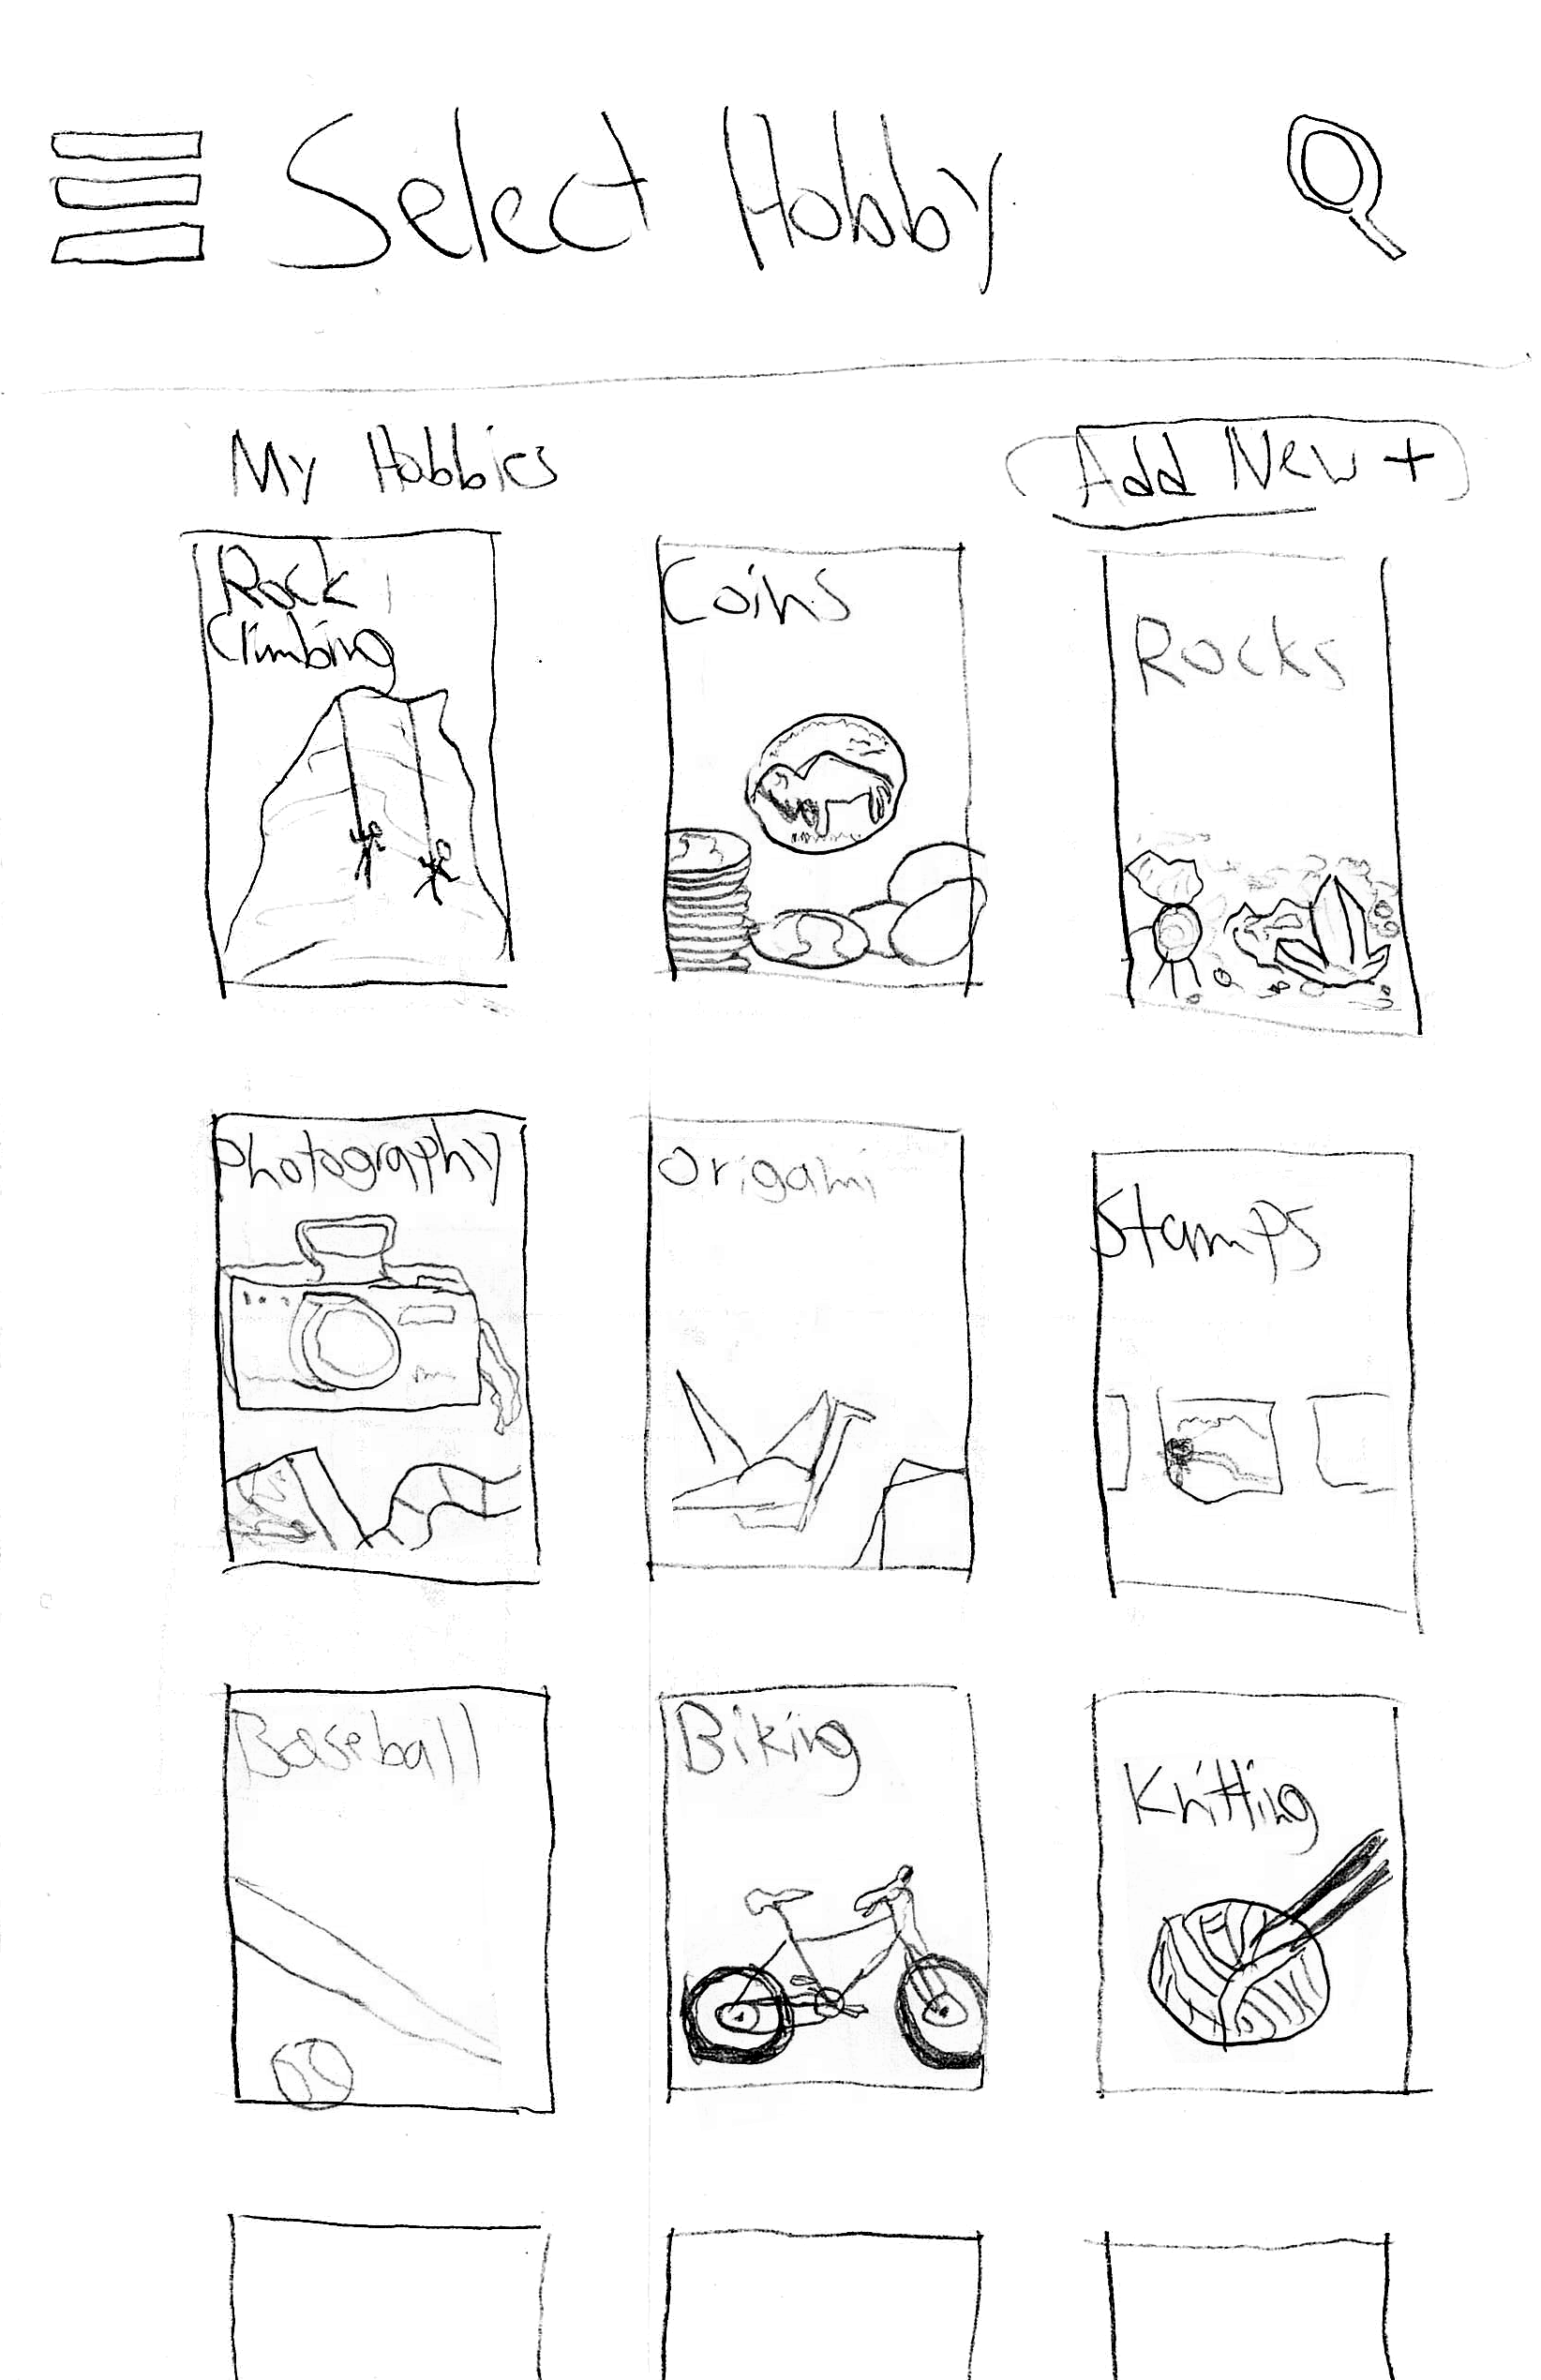 Select Hobby
My Hobbies
Add New +
Rock
Climbing
Coins
Rocks
Photography
Origami
Stamps
Baseball
Biking
Knitting